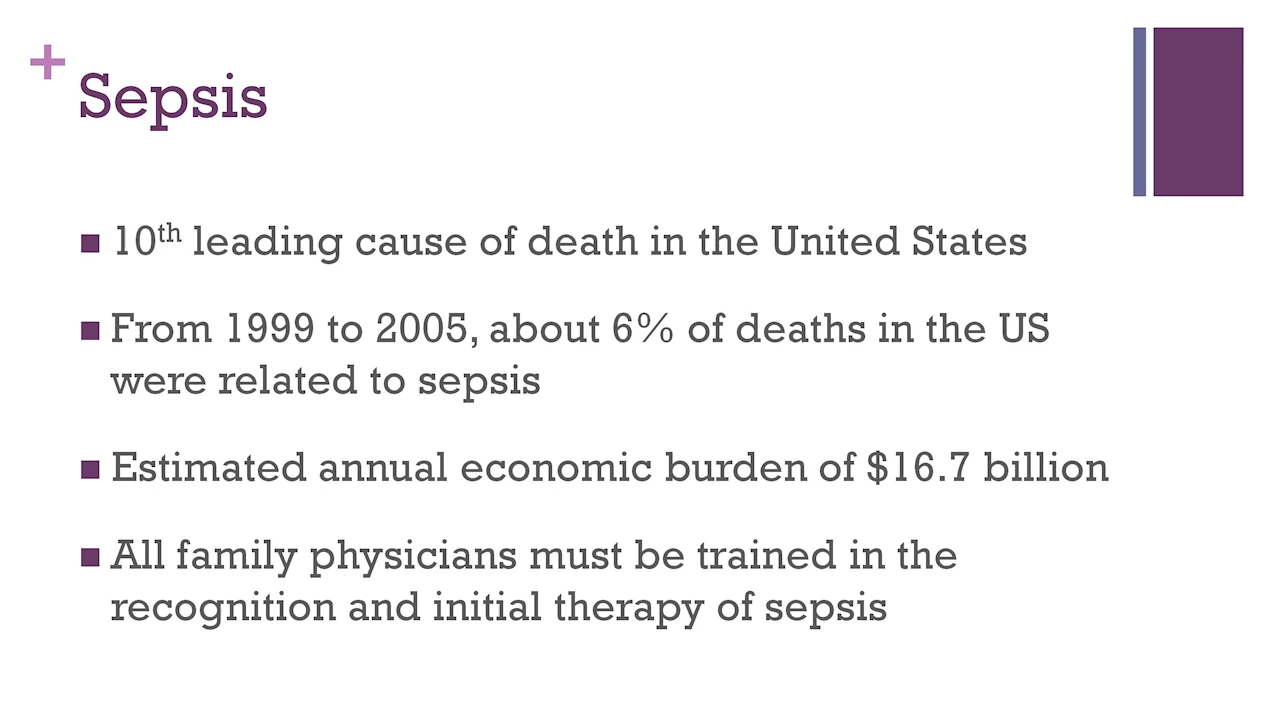 +
Sepsis
■ 10th leading cause of death in the United States
■ From 1999 to 2005, about 6% of deaths in the US
were related to sepsis
■ Estimated annual economic burden of $16.7 billion
■ All family physicians must be trained in the
recognition and initial therapy of sepsis